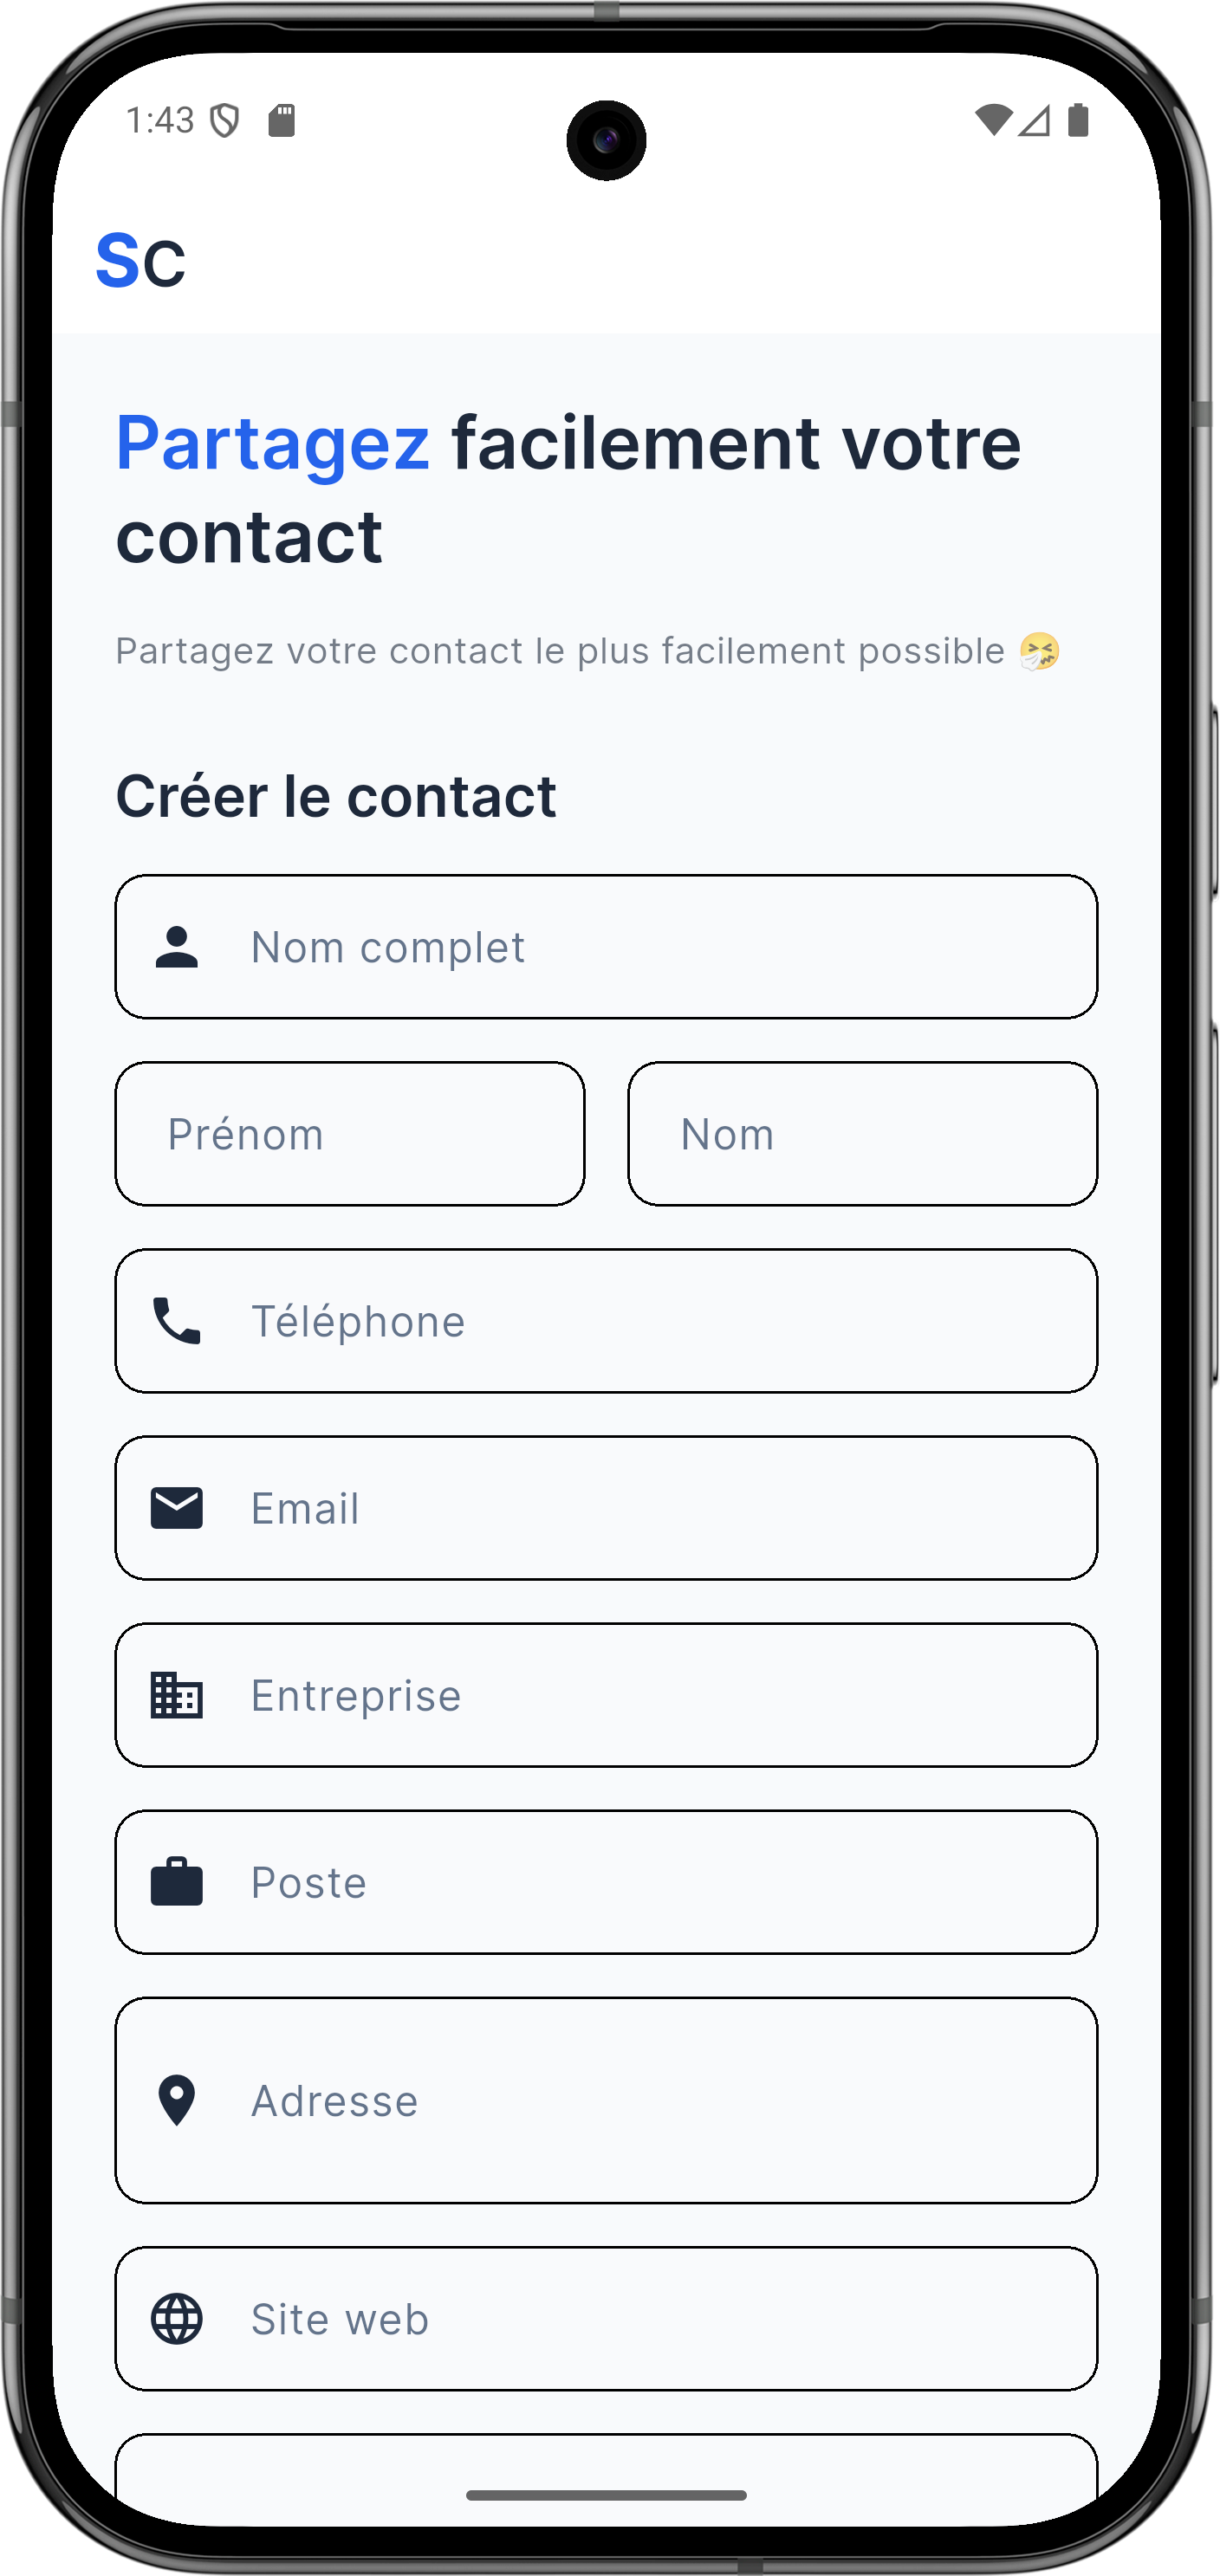 1:43
SC
Partagez facilement votre
contact
Partagez votre contact le plus facilement possible 🤧
Créer le contact
Nom complet
Prénom
Nom
Téléphone
Email
Entreprise
Poste
Adresse
Site web